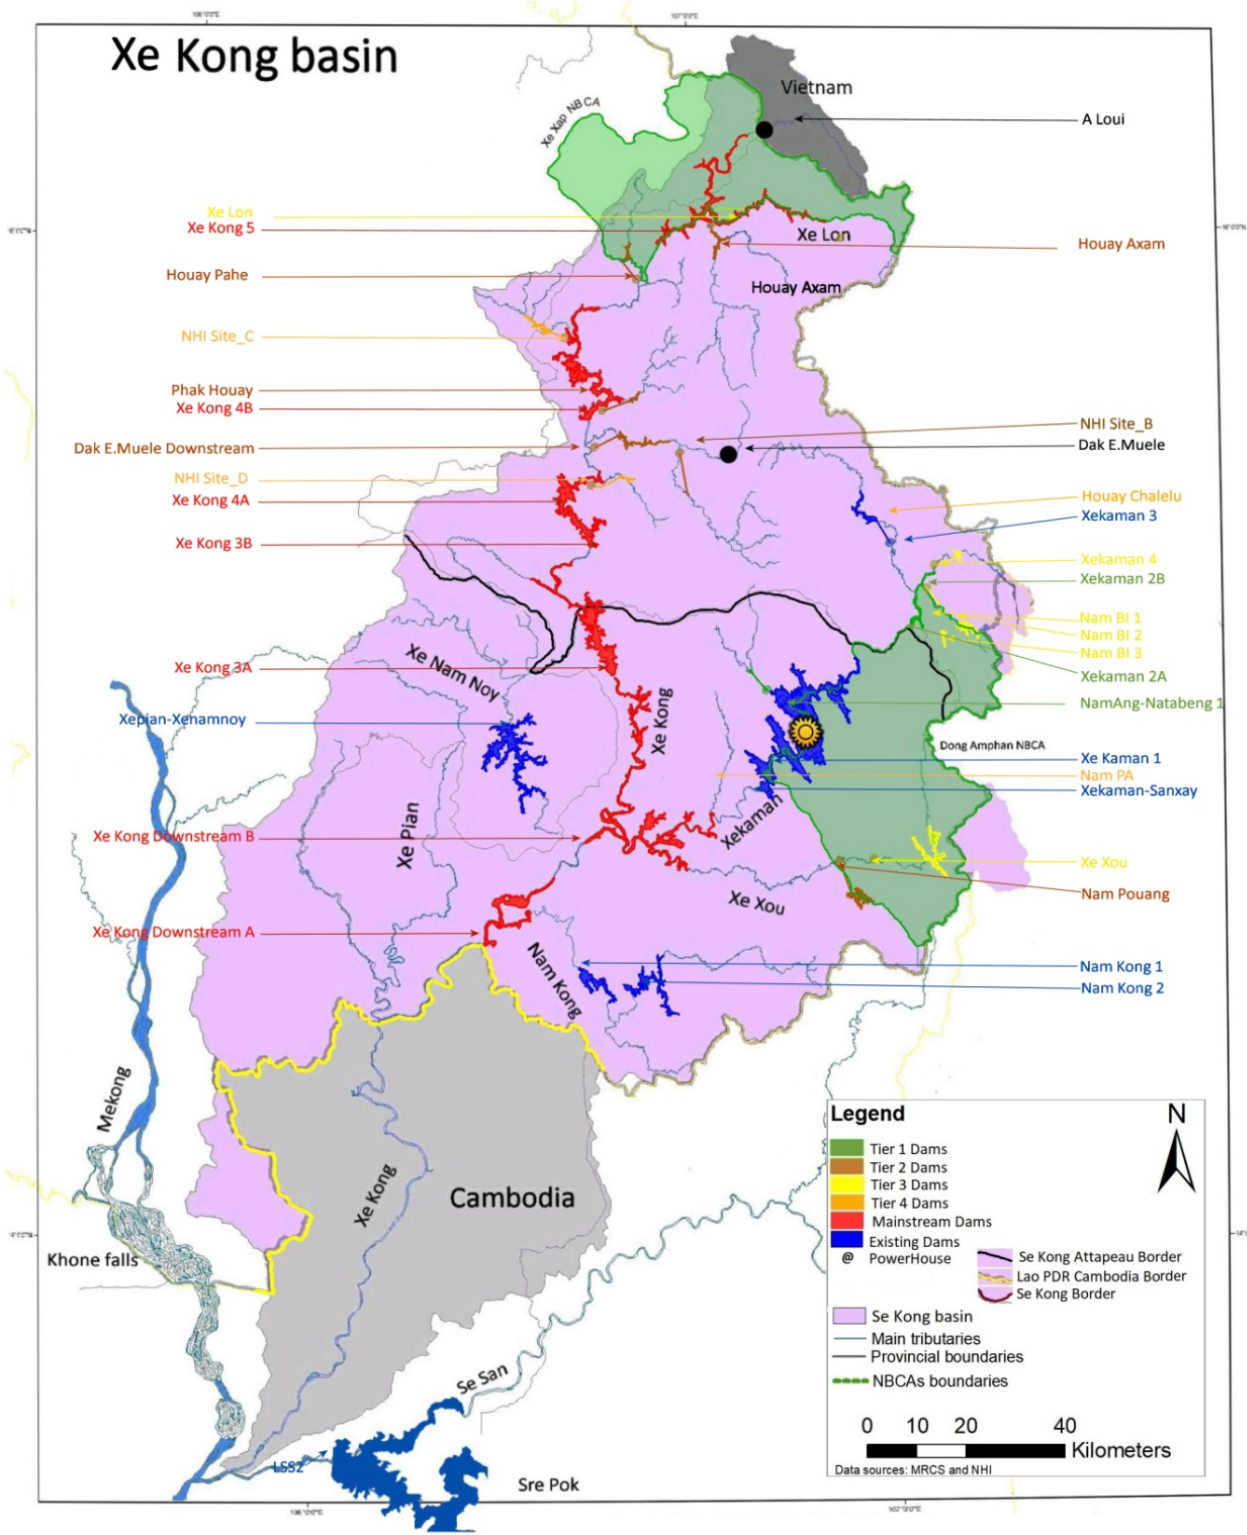 Xe Kong basin
Vietnam
A Loui
Xe Xap NBCA
Xe Lon
Xe Kong 5
Xe Lon
Houay Axam
Houay Pahe
Houay Axam
NHI Site_C
Phak Houay
Xe Kong 4B
NHI Site_B
Dak E.Muele Downstream
Dak E.Muele
NHI Site_D
Xe Kong 4A
Houay Chalelu
Xekaman 3
Xe Kong 3B
Xekaman 4
Xekaman 2B
Nam BI 1
Nam BI 2
Nam BI 3
Xe Kong 3A
Xe Nam Noy
Xekaman 2A
NamAng-Natabeng 1
Xepian-Xenamnoy
Xe Kong
Dong Amphan NBCA
Xe Kaman 1
Nam PA
Xekaman-Sanxay
Xe Kong Downstream B
Xe Pian
Xekaman
Xe Xou
Nam Pouang
Xe Xou
Xe Kong Downstream A
Nam Kong
Nam Kong 1
Nam Kong 2
Mekong
Xe Kong
Cambodia
Khone falls
Se San
LSS2
Sre Pok
Legend
Tier 1 Dams
Tier 2 Dams
Tier 3 Dams
Tier 4 Dams
Mainstream Dams
Existing Dams
@ PowerHouse
Se Kong Attapeau Border
Lao PDR Cambodia Border
Se Kong Border
Se Kong basin
Main tributaries
Provincial boundaries
NBCAs boundaries
N
0 10 20 40
Kilometers
Data sources: MRCS and NHI